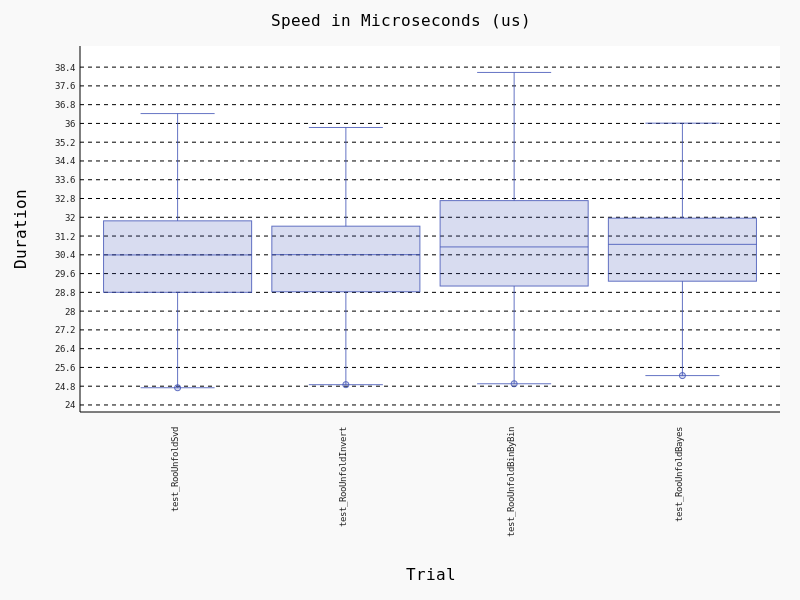 Speed in Microseconds (us)
Duration
38.4
37.6
36.8
36
35.2
34.4
33.6
32.8
32
31.2
30.4
29.6
28.8
28
27.2
26.4
25.6
24.8
24
test_RooUnfoldSvd
test_RooUnfoldInvert
test_RooUnfoldBinByBin
test_RooUnfoldBayes
Trial